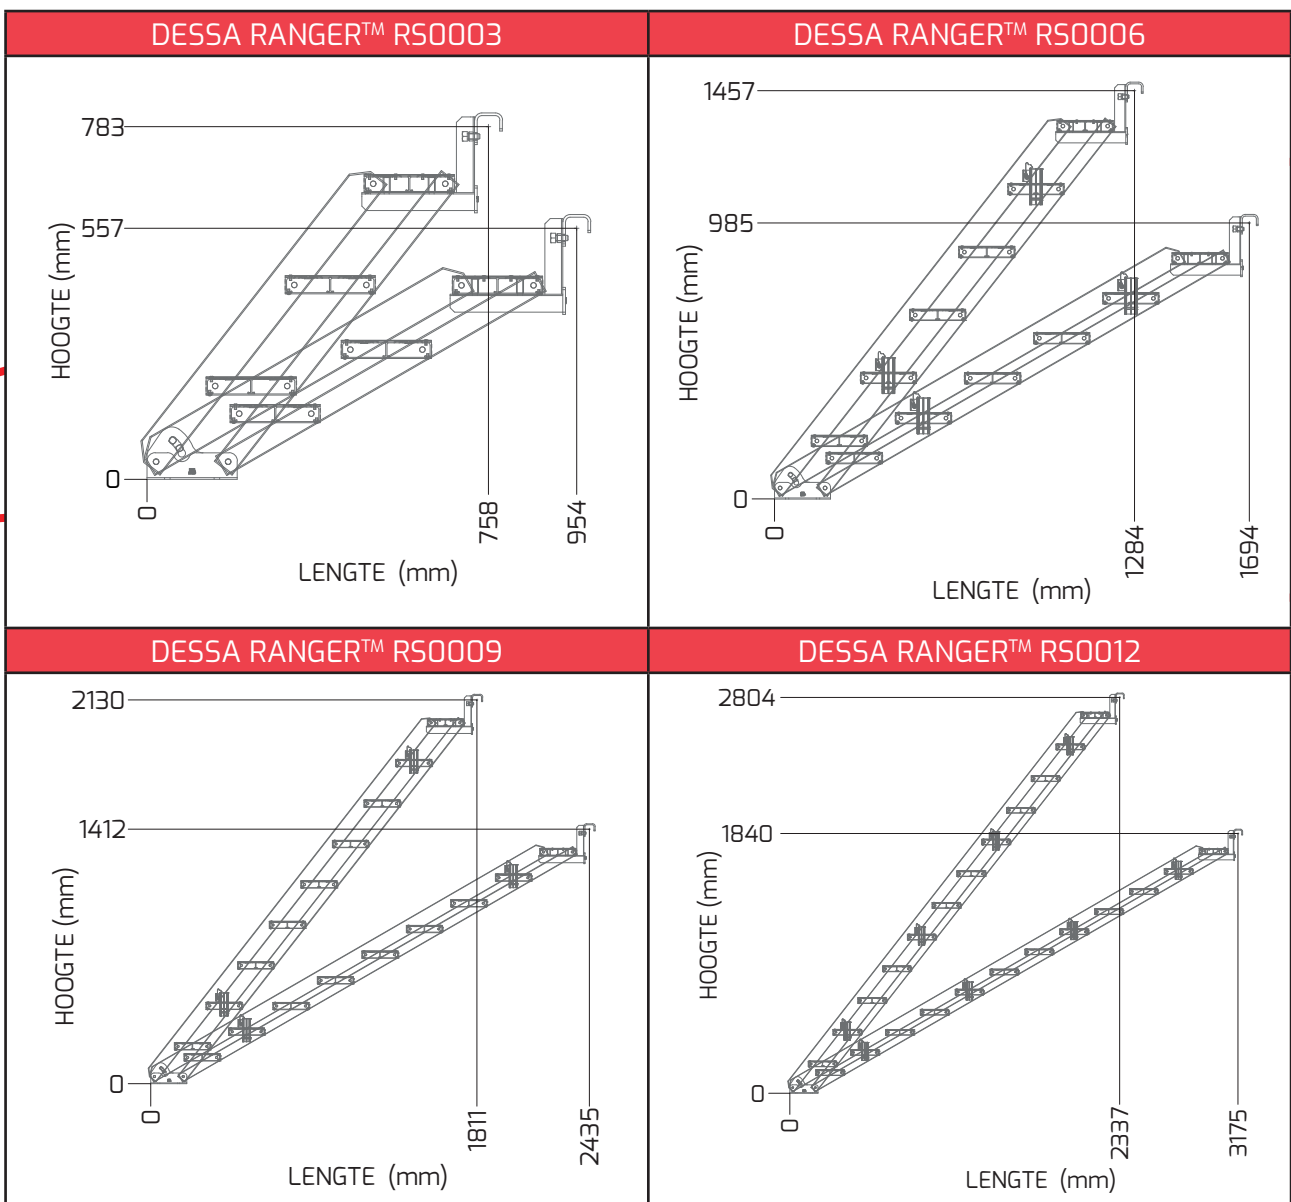 DESSA RANGER™ RS0003
783
557
0
HOOGTE (mm)
0
758
954
LENGTE (mm)
DESSA RANGER™ RS0006
1457
985
0
HOOGTE (mm)
0
1284
1694
LENGTE (mm)
DESSA RANGER™ RS0009
2130
1412
0
HOOGTE (mm)
0
1811
2435
LENGTE (mm)
DESSA RANGER™ RS0012
2804
1840
0
HOOGTE (mm)
0
2337
3175
LENGTE (mm)